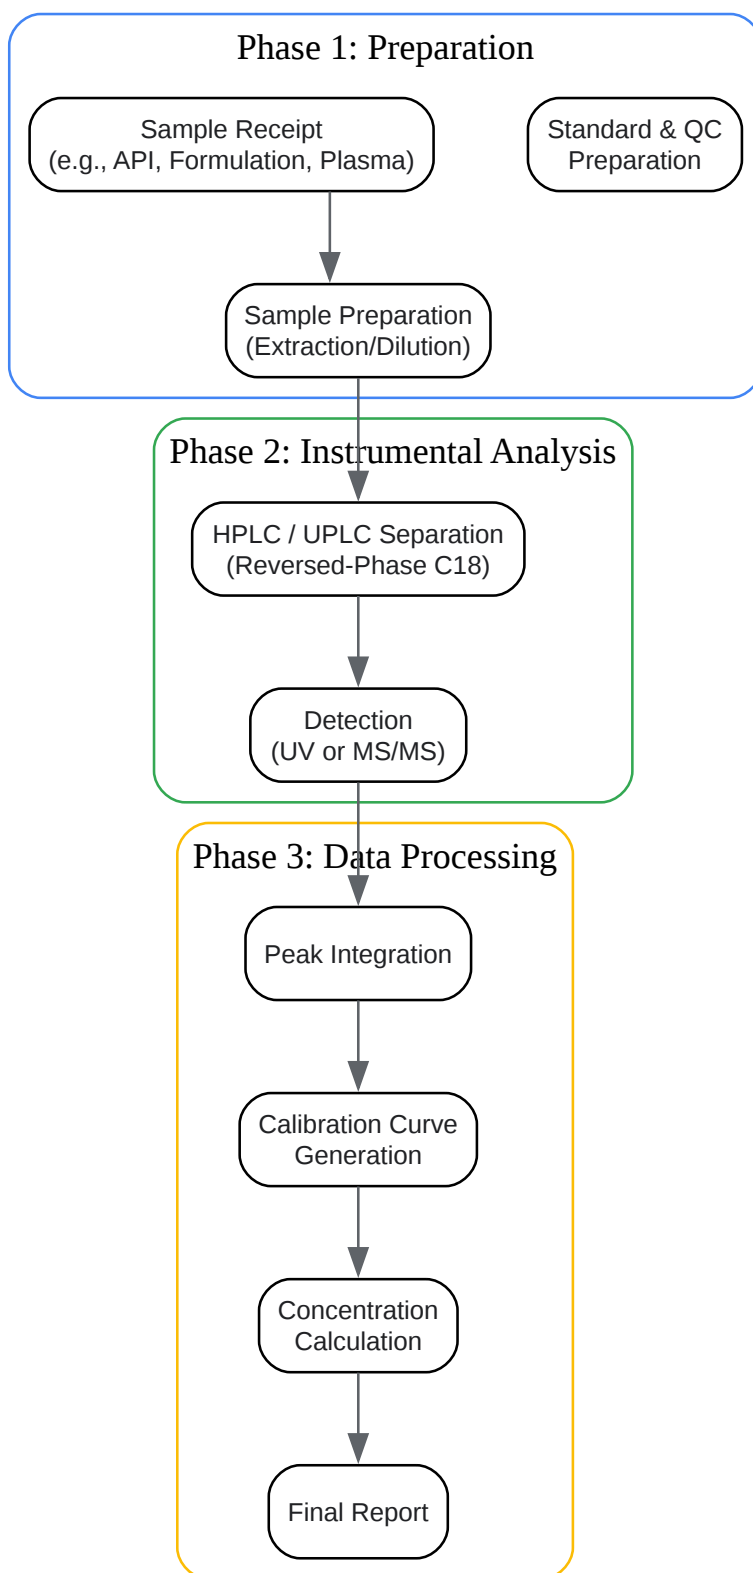 Phase 1: Preparation
Sample Receipt
(e.g., API, Formulation, Plasma)
Standard & QC
Preparation
Sample Preparation
(Extraction/Dilution)
Phase 2: Instrumental Analysis
HPLC / UPLC Separation
(Reversed-Phase C18)
Detection
(UV or MS/MS)
Phase 3: Data Processing
Peak Integration
Calibration Curve
Generation
Concentration
Calculation
Final Report